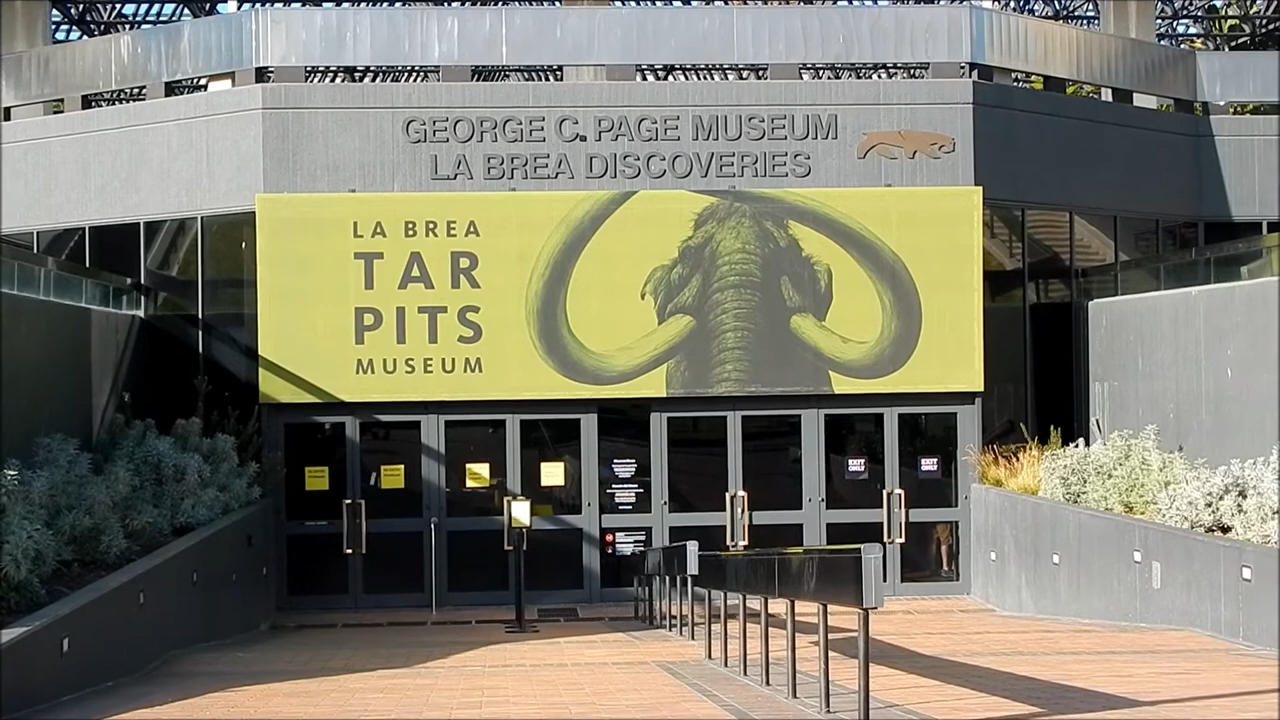 GEORGE C. PAGE MUSEUM
LA BREA DISCOVERIES
LA BREA
TAR
PITS
MUSEUM
EXIT
ONLY
EXIT
ONLY